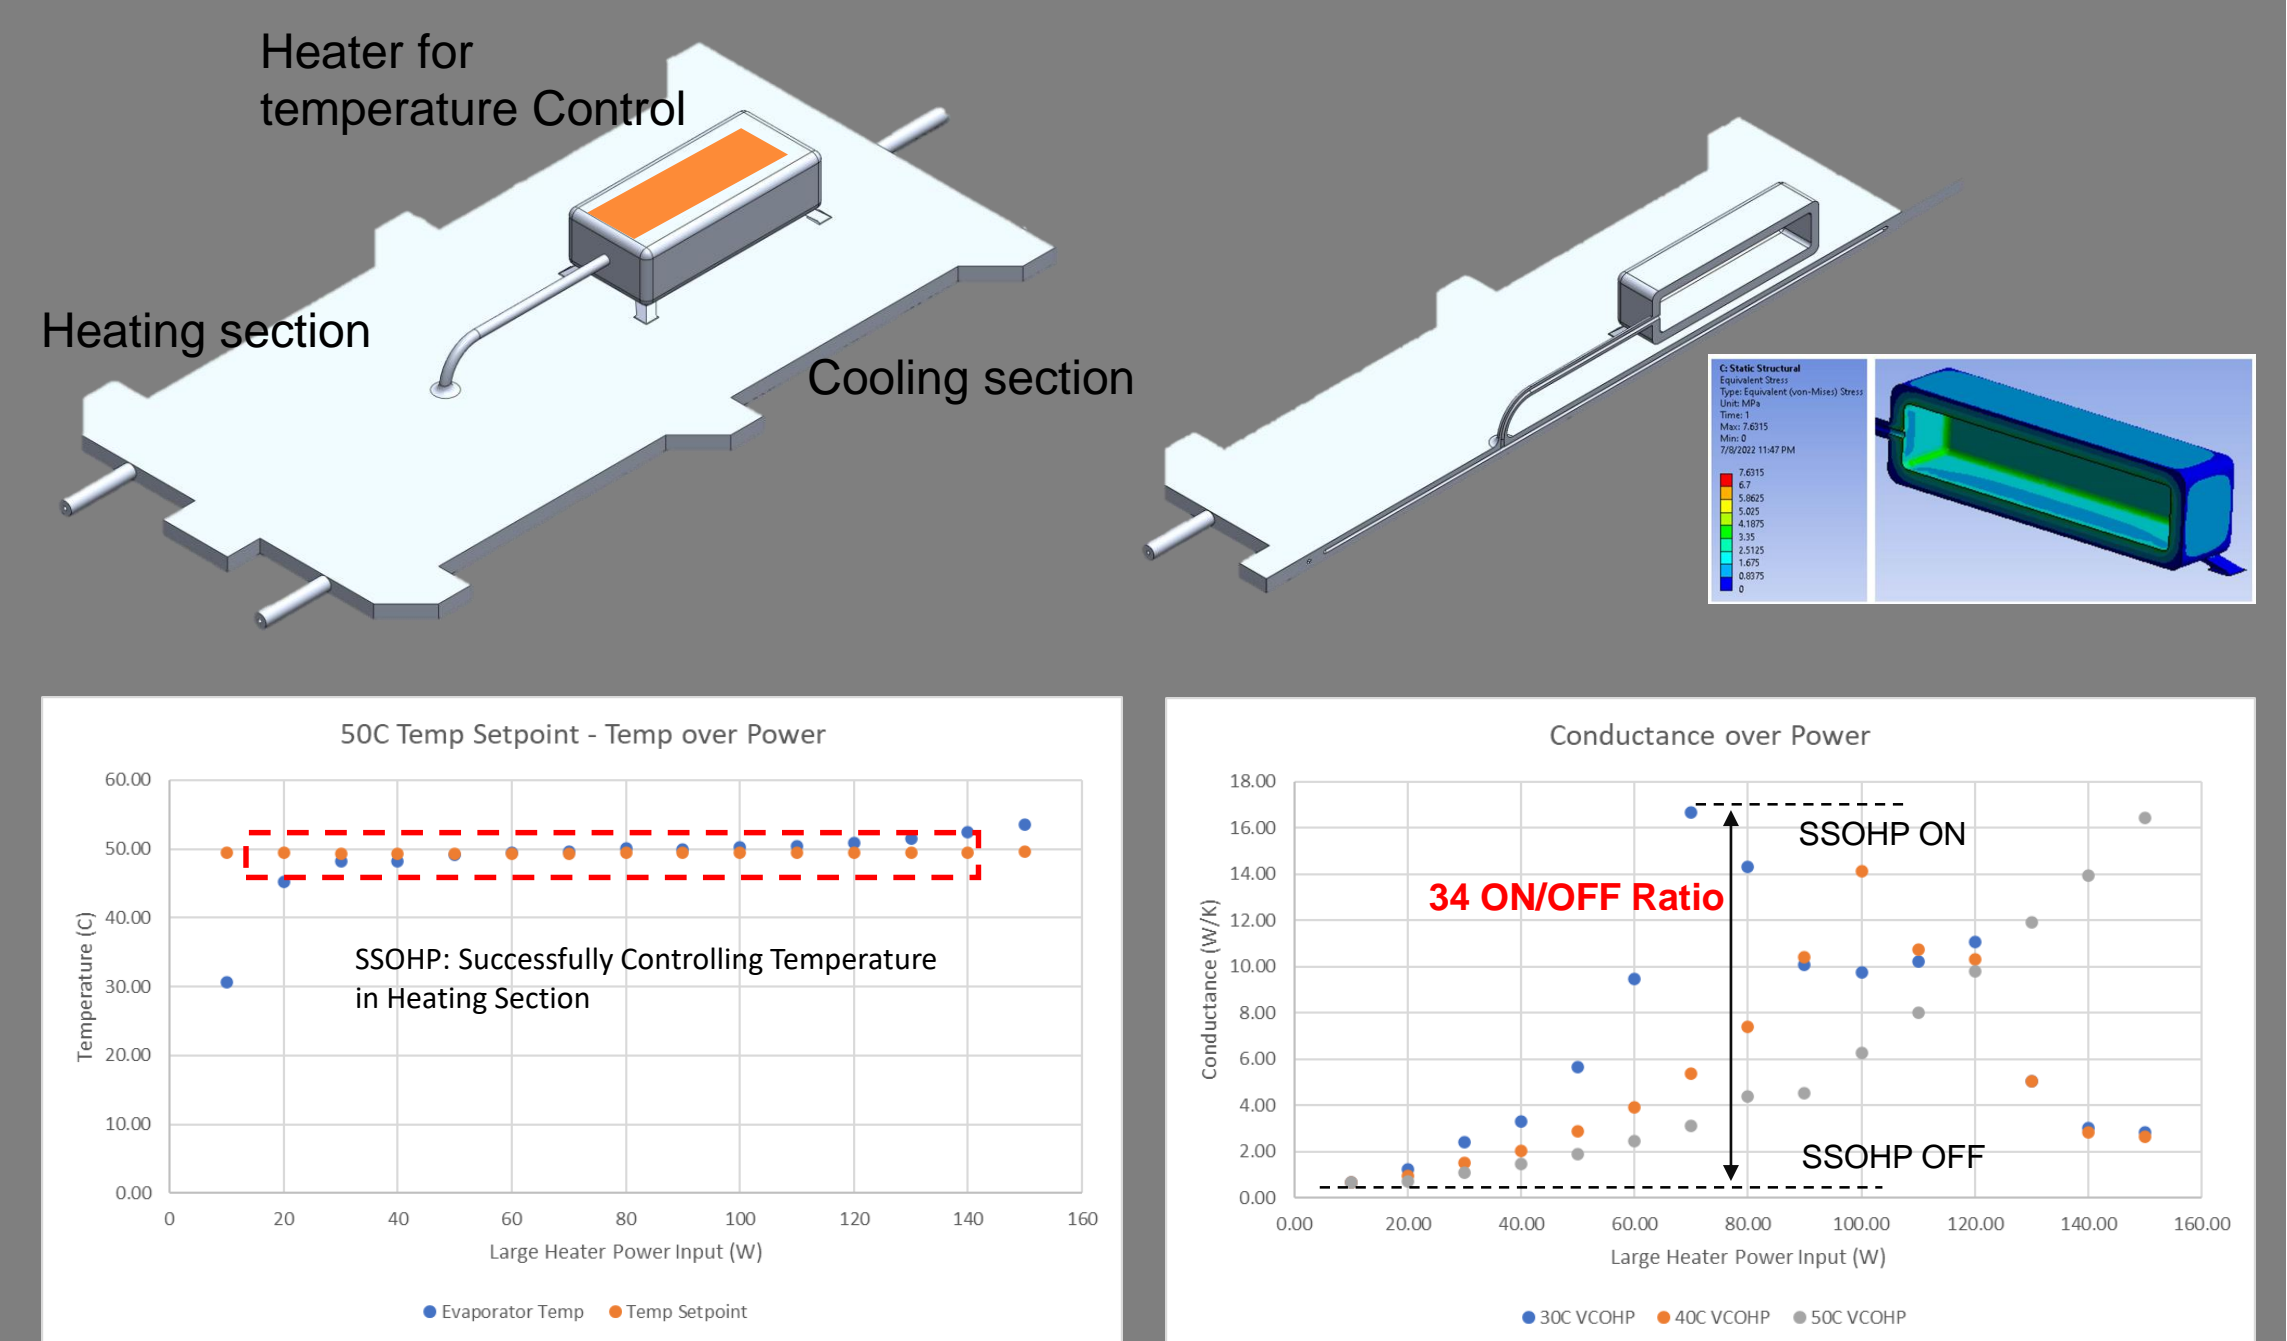 Heater for
temperature Control
Heating section
Cooling section
C: Static Structural
Equivalent Stress
Type: Equivalent (von-Mises) Stress
Unit: MPa
Time: 1
Max: 7.6315
Min: 0
7/8/2022 11:47 PM
7.6315
6.7
5.8625
5.025
4.1875
3.35
2.5125
1.675
0.8375
0
50C Temp Setpoint - Temp over Power
60.00
50.00
40.00
30.00
20.00
10.00
0.00
Temperature (C)
SSOHP: Successfully Controlling Temperature
in Heating Section
0 20 40 60 80 100 120 140 160
Large Heater Power Input (W)
Evaporator Temp Temp Setpoint
Conductance over Power
18.00
16.00
14.00
12.00
10.00
8.00
6.00
4.00
2.00
0.00
Conductance (W/K)
SSOHP ON
34 ON/OFF Ratio
SSOHP OFF
0.00 20.00 40.00 60.00 80.00 100.00 120.00 140.00 160.00
Large Heater Power Input (W)
30C VCOHP 40C VCOHP 50C VCOHP